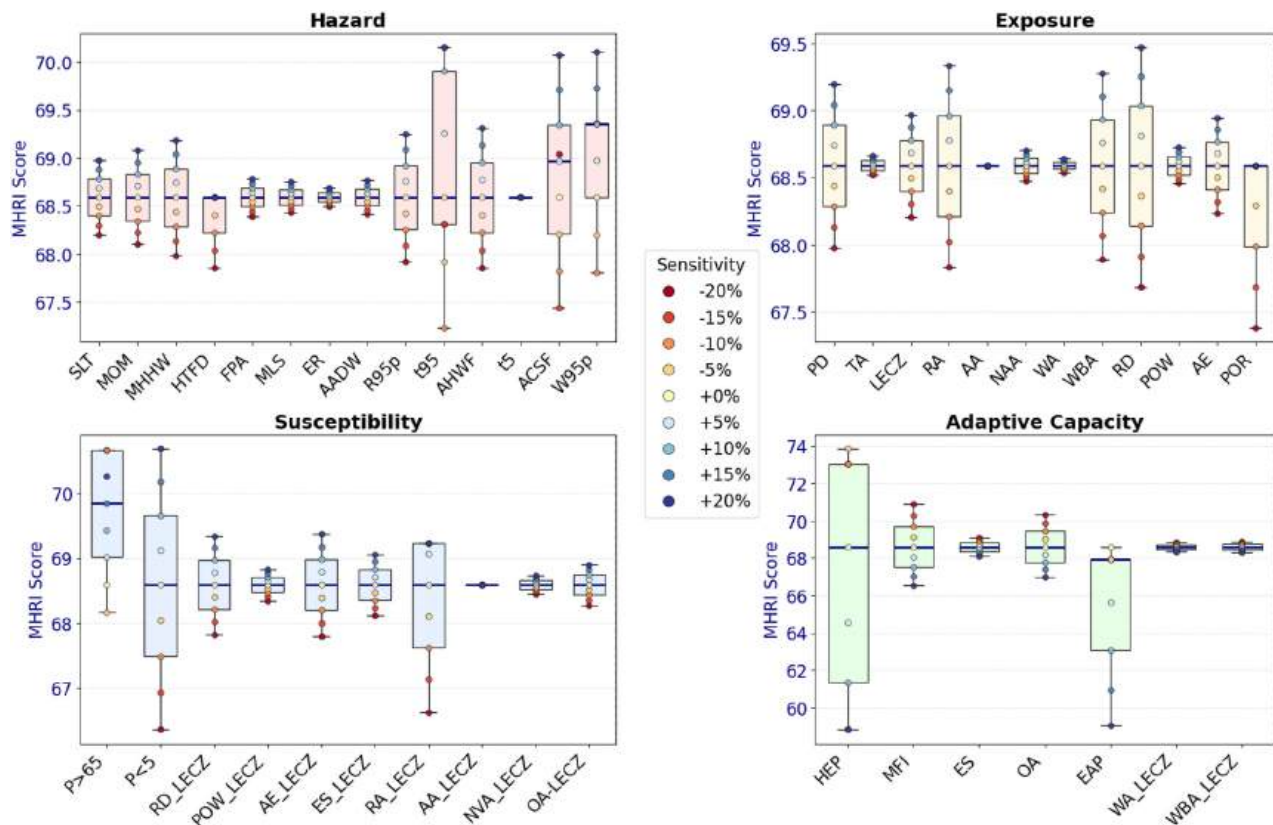 Hazard
MHRI Score
70.0
69.5
69.0
68.5
68.0
67.5
SLT
MOM
MHHW
HTFD
FPA
MLS
ER
AADW
R95p
t95
AHWF
t5
ACSF
W95p
Exposure
MHRI Score
69.5
69.0
68.5
68.0
67.5
PD
TA
LECZ
RA
AA
NAA
WA
WBA
RD
POW
AE
POR
Sensitivity
-20%
-15%
-10%
-5%
+0%
+5%
+10%
+15%
+20%
Susceptibility
MHRI Score
70
69
68
67
P>65
P<5
RD_LECZ
POW_LECZ
AE_LECZ
ES_LECZ
RA_LECZ
AA_LECZ
NVA_LECZ
OA-LECZ
Adaptive Capacity
MHRI Score
74
72
70
68
66
64
62
60
HEP
MFI
ES
OA
EAP
WA_LECZ
WBA_LECZ